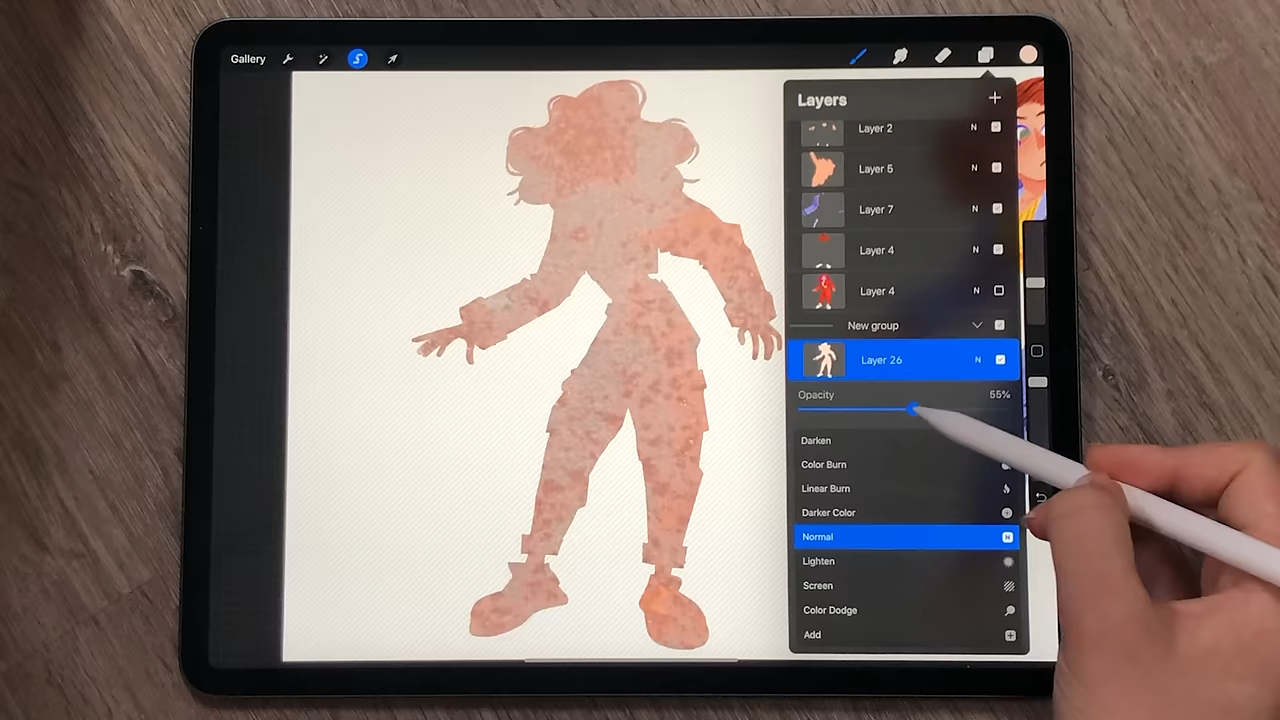 Gallery
Layers
Layer 2 N
Layer 5 N
Layer 7 N
Layer 4 N
Layer 4 N
New group
Layer 26 N
Opacity 55%
Darken
Color Burn
Linear Burn
Darker Color
Normal N
Lighten
Screen
Color Dodge
Add